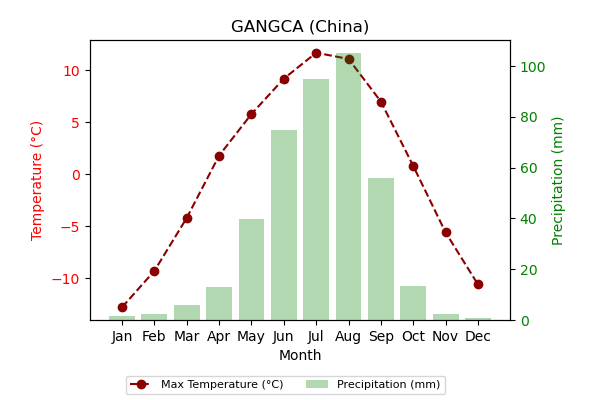 GANGCA (China)
Temperature (°C)
10
5
0
−5
−10
100
80
60
40
20
0
Precipitation (mm)
Jan Feb Mar Apr May Jun Jul Aug Sep Oct Nov Dec
Month
Max Temperature (°C) Precipitation (mm)